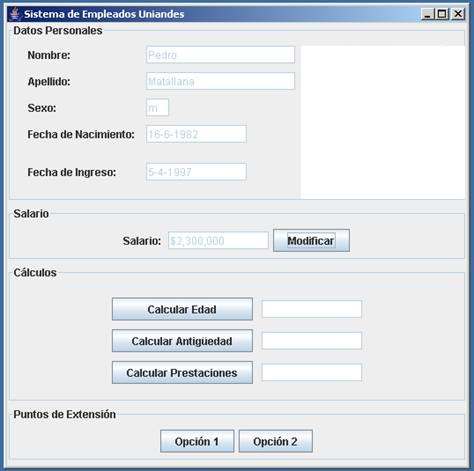 Sistema de Empleados Uniandes
Datos Personales
Nombre: Pedro
Apellido: Matallana
Sexo: m
Fecha de Nacimiento: 16-6-1982
Fecha de Ingreso: 5-4-1997
Salario
Salario: $2,300,000 Modificar
Cálculos
Calcular Edad
Calcular Antigüedad
Calcular Prestaciones
Puntos de Extensión
Opción 1 Opción 2